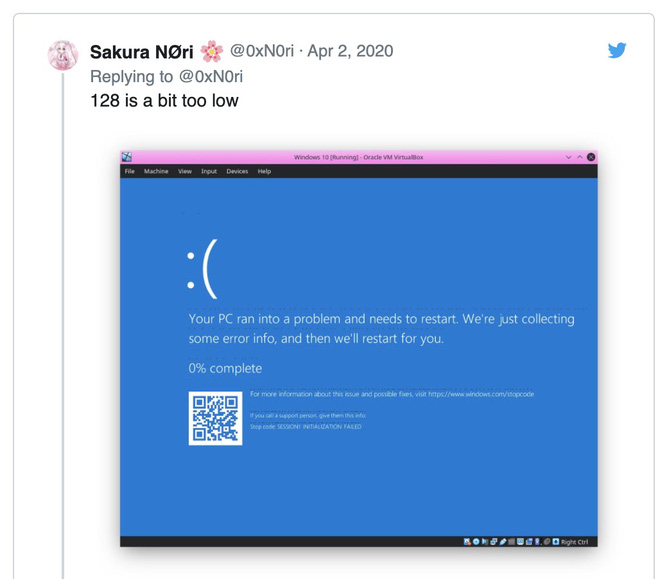 Sakura NØri 🌸 @0xN0ri · Apr 2, 2020
Replying to @0xN0ri
128 is a bit too low
Windows 10 [Running] - Oracle VM VirtualBox
File Machine View Input Devices Help
:(
Your PC ran into a problem and needs to restart. We're just collecting
some error info, and then we'll restart for you.
0% complete
For more information about this issue and possible fixes, visit https://www.windows.com/stopcode
If you call a support person, give them this info:
Stop code: SESSION1 INITIALIZATION FAILED
Right Ctrl